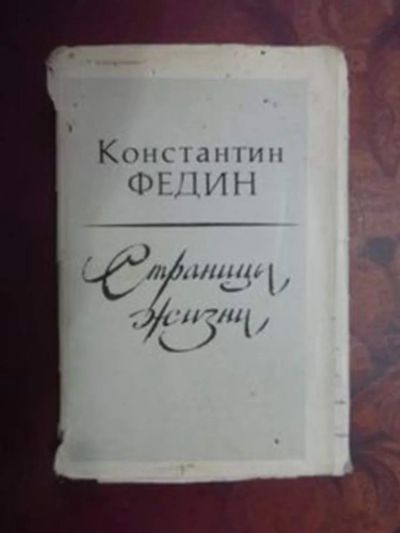 Константин
ФЕДИН
Страницы
жизни